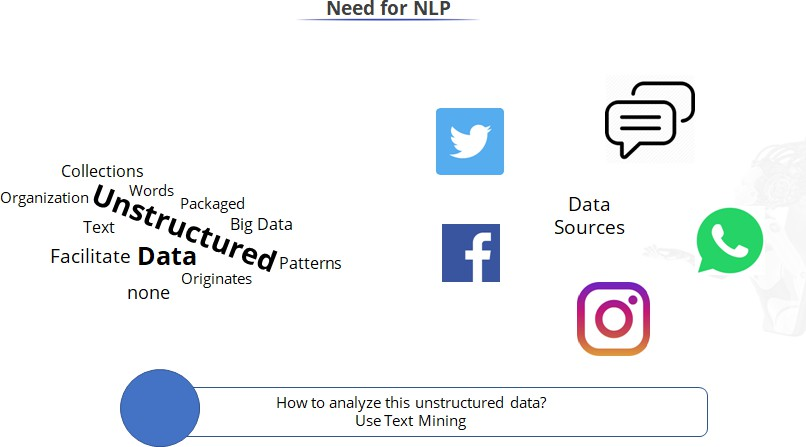 Need for NLP
Collections
Words
Organization
Packaged
Unstructured
Text
Big Data
Facilitate
Data
Patterns
Originates
none
Data
Sources
How to analyze this unstructured data?
Use Text Mining